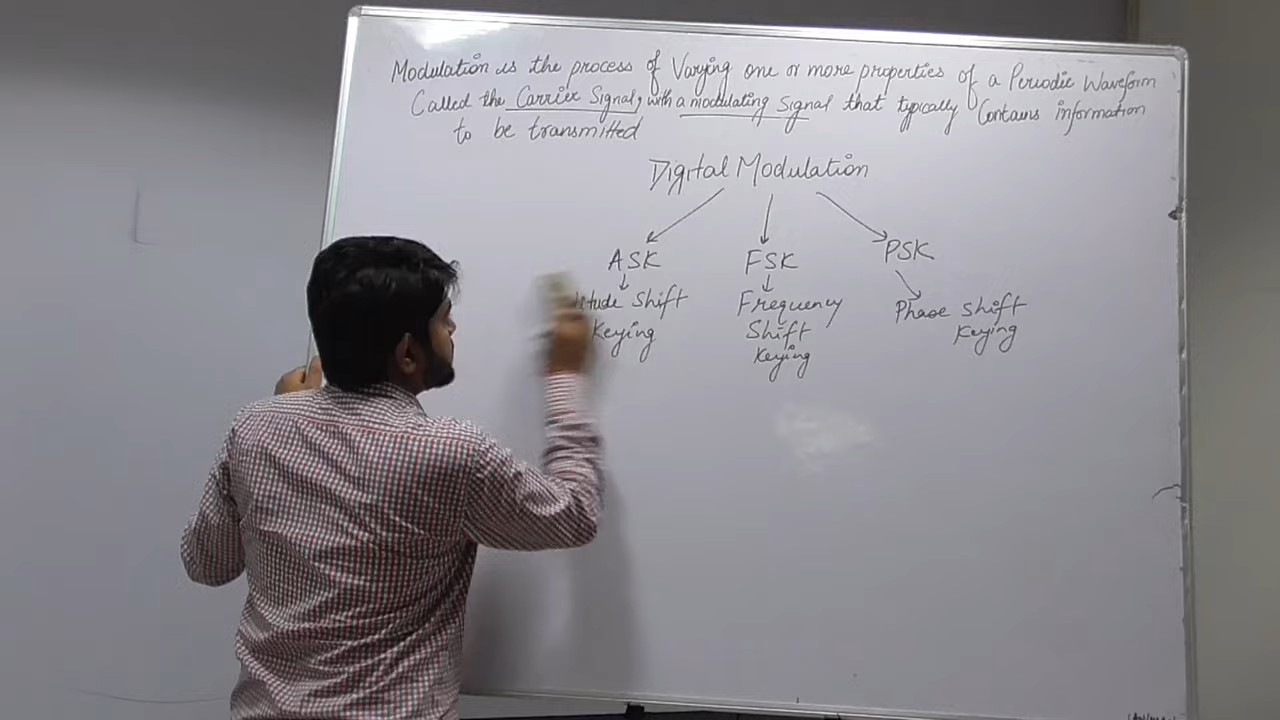 Modulation is the process of Varying one or more properties of a Periodic Waveform
Called the Carrier Signal, with a modulating Signal that typically Contains information
to be transmitted
Digital Modulation
ASK FSK PSK
itude Shift Frequency Phase Shift
Keying Shift Keying
Keying